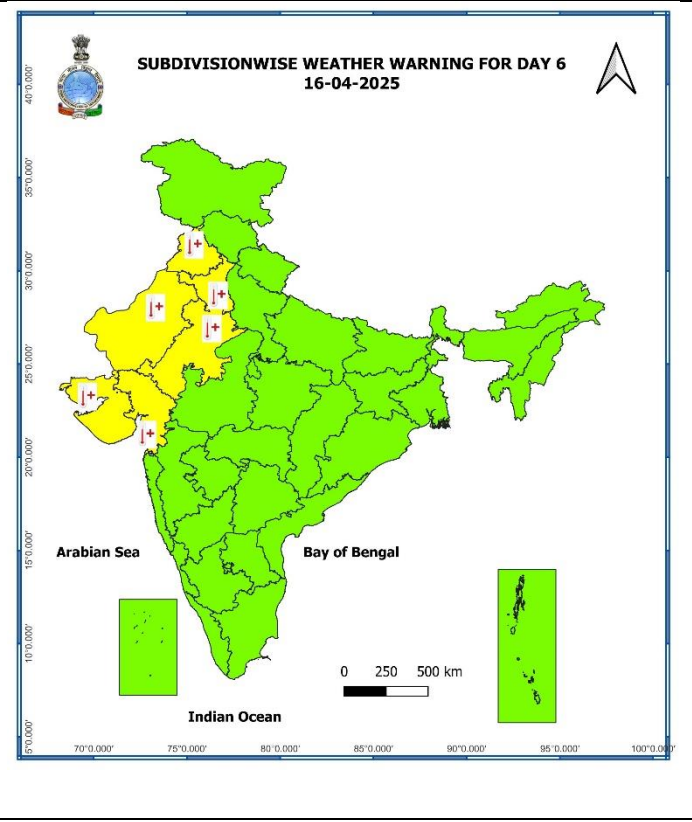 SUBDIVISIONWISE WEATHER WARNING FOR DAY 6
16-04-2025
40°0.000'
35°0.000'
30°0.000'
25°0.000'
20°0.000'
15°0.000'
10°0.000'
5°0.000'
Arabian Sea
Bay of Bengal
0 250 500 km
Indian Ocean
70°0.000' 75°0.000' 80°0.000' 85°0.000' 90°0.000' 95°0.000' 100°0.000'